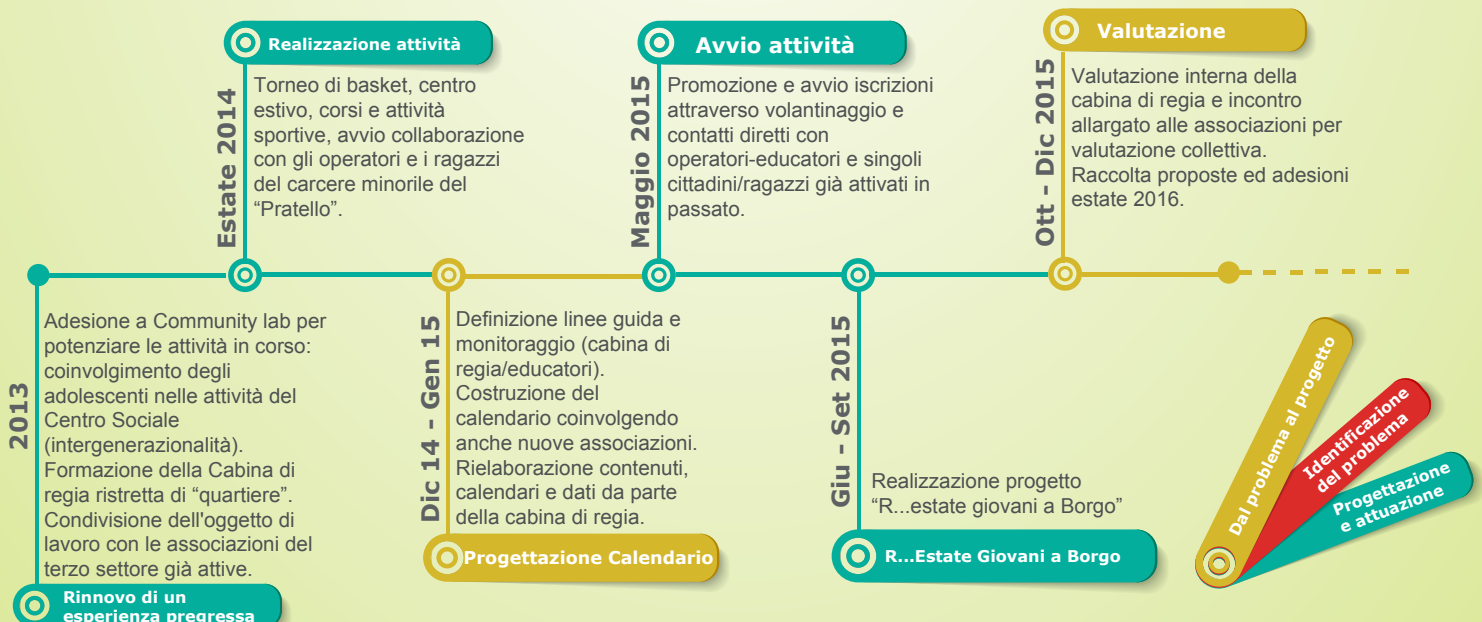 2013
Adesione a Community lab per
potenziare le attività in corso:
coinvolgimento degli
adolescenti nelle attività del
Centro Sociale
(intergenerazionalità).
Formazione della Cabina di
regia ristretta di “quartiere”.
Condivisione dell'oggetto di
lavoro con le associazioni del
terzo settore già attive.
Rinnovo di un
esperienza pregressa
Realizzazione attività
Estate 2014
Torneo di basket, centro
estivo, corsi e attività
sportive, avvio collaborazione
con gli operatori e i ragazzi
del carcere minorile del
“Pratello”.
Dic 14 - Gen 15
Definizione linee guida e
monitoraggio (cabina di
regia/educatori).
Costruzione del
calendario coinvolgendo
anche nuove associazioni.
Rielaborazione contenuti,
calendari e dati da parte
della cabina di regia.
Progettazione Calendario
Avvio attività
Maggio 2015
Promozione e avvio iscrizioni
attraverso volantinaggio e
contatti diretti con
operatori-educatori e singoli
cittadini/ragazzi già attivati in
passato.
Giu - Set 2015
Realizzazione progetto
“R...estate giovani a Borgo”
R...Estate Giovani a Borgo
Valutazione
Ott - Dic 2015
Valutazione interna della
cabina di regia e incontro
allargato alle associazioni per
valutazione collettiva.
Raccolta proposte ed adesioni
estate 2016.
Dal problema al progetto
Identificazione
del problema
Progettazione
e attuazione